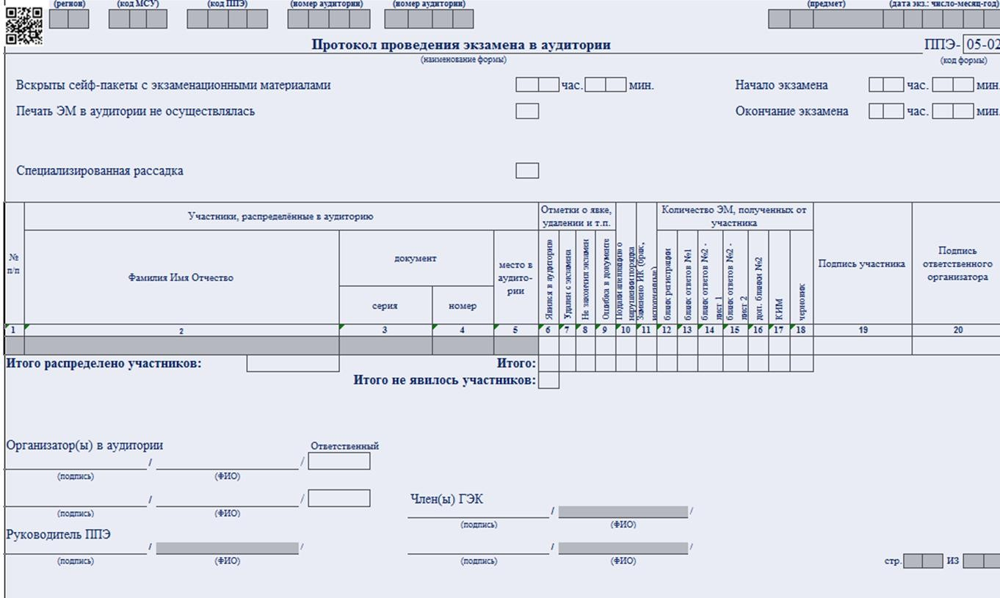 (регион) (код МСУ) (код ППЭ) (номер аудитории) (номер аудитории) (предмет) (дата экз.: число-месяц-год)
Протокол проведения экзамена в аудитории ППЭ- 05-02
(наименование формы) (код формы)
Вскрыты сейф-пакеты с экзаменационными материалами час. мин. Начало экзамена час. мин.
Печать ЭМ в аудитории не осуществлялась Окончание экзамена час. мин.
Специализированная рассадка
№ п/п
Участники, распределённые в аудиторию
Фамилия Имя Отчество
документ
серия
номер
место в
аудито-
рии
Отметки о явке,
удалении и т.п.
Явился в аудиторию
Удален с экзамена
Не закончил экзамен
Ошибка в документе
Подали апелляцию о
нарушении порядка
Заменено ИК (брак,
испорченные)
Количество ЭМ, полученных от
участника
бланк регистрации
бланк ответов №1
бланк ответов №2 -
лист 1
бланк ответов №2 -
лист 2
доп. бланки №2
КИМ
черновик
Подпись участника
Подпись
ответственного
организатора
1 2 3 4 5 6 7 8 9 10 11 12 13 14 15 16 17 18 19 20
Итого распределено участников: Итого:
Итого не явилось участников:
Организатор(ы) в аудитории Ответственный
/ /
(подпись) (ФИО)
/ / Член(ы) ГЭК
(подпись) (ФИО) / /
Руководитель ППЭ (подпись) (ФИО)
/ / / /
(подпись) (ФИО) (подпись) (ФИО) стр. ИЗ